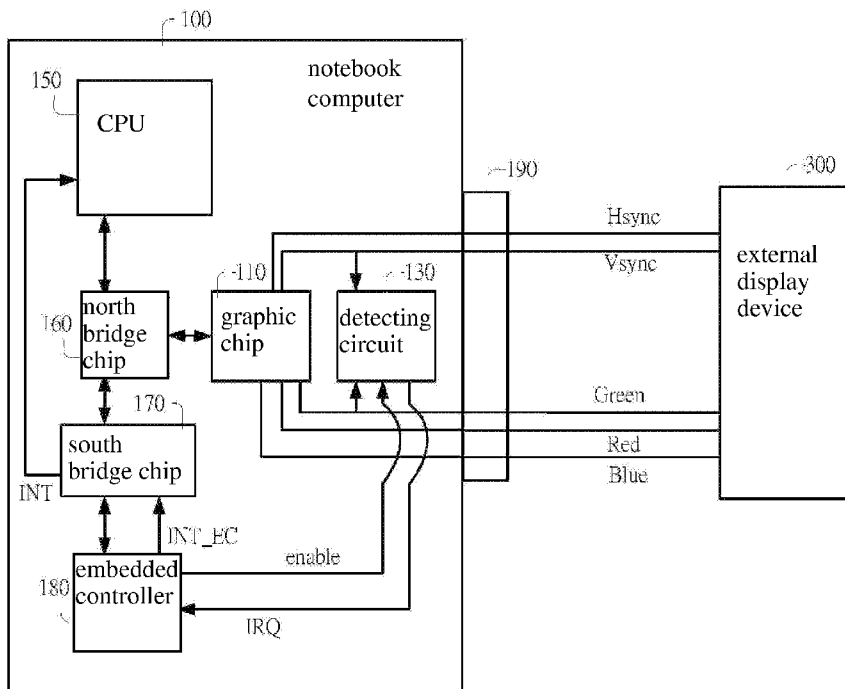 100
notebook
computer
150
CPU
190
300
Hsync
Vsync
external
display
device
110
130
north
bridge
chip
160
graphic
chip
detecting
circuit
Green
170
south
bridge chip
Red
Blue
INT
INT_EC
enable
embedded
controller
180
IRQ